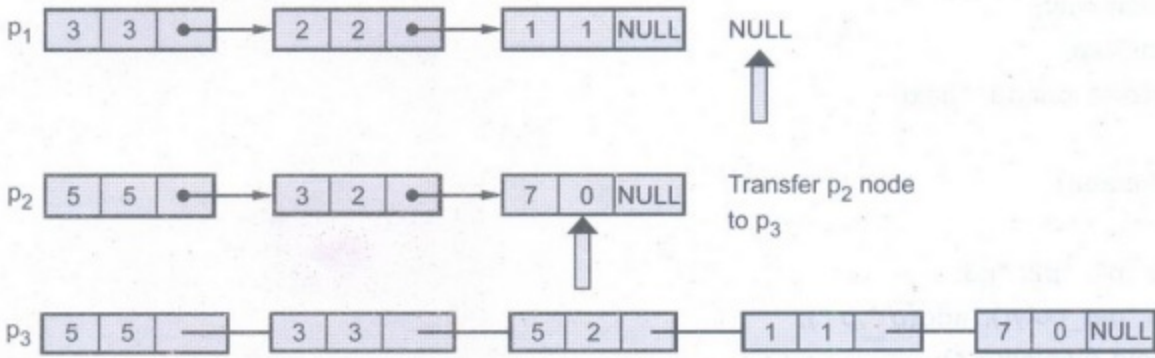 p1 3 3 2 2 1 1 NULL NULL
p2 5 5 3 2 7 0 NULL Transfer p2 node
to p3
p3 5 5 3 3 5 2 1 1 7 0 NULL